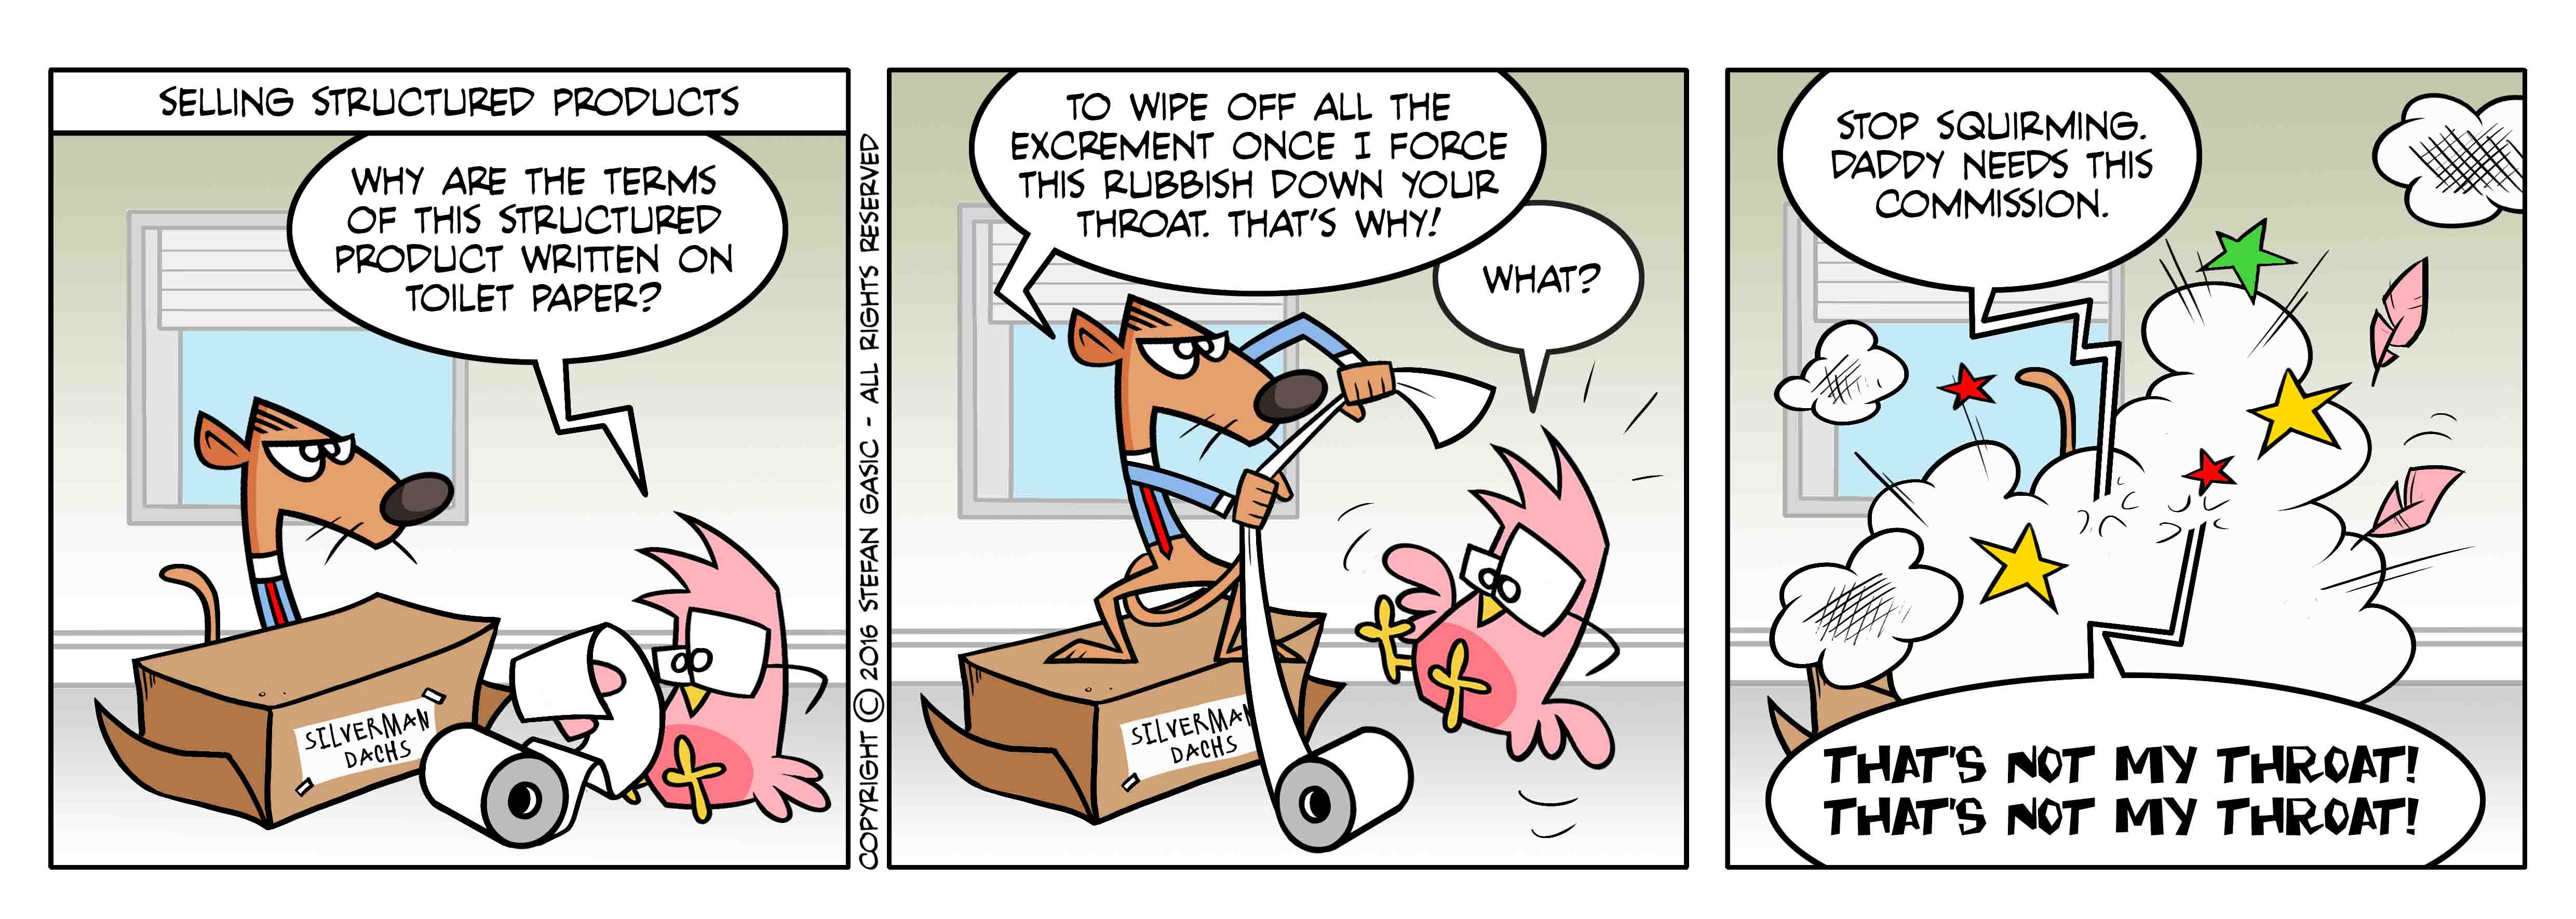 SELLING STRUCTURED PRODUCTS
WHY ARE THE TERMS
OF THIS STRUCTURED
PRODUCT WRITTEN ON
TOILET PAPER?
SILVERMAN
DACHS
COPYRIGHT © 2016 STEFAN GASIC - ALL RIGHTS RESERVED
TO WIPE OFF ALL THE
EXCREMENT ONCE I FORCE
THIS RUBBISH DOWN YOUR
THROAT. THAT'S WHY!
WHAT?
SILVERMAN
DACHS
STOP SQUIRMING.
DADDY NEEDS THIS
COMMISSION.
THAT'S NOT MY THROAT!
THAT'S NOT MY THROAT!